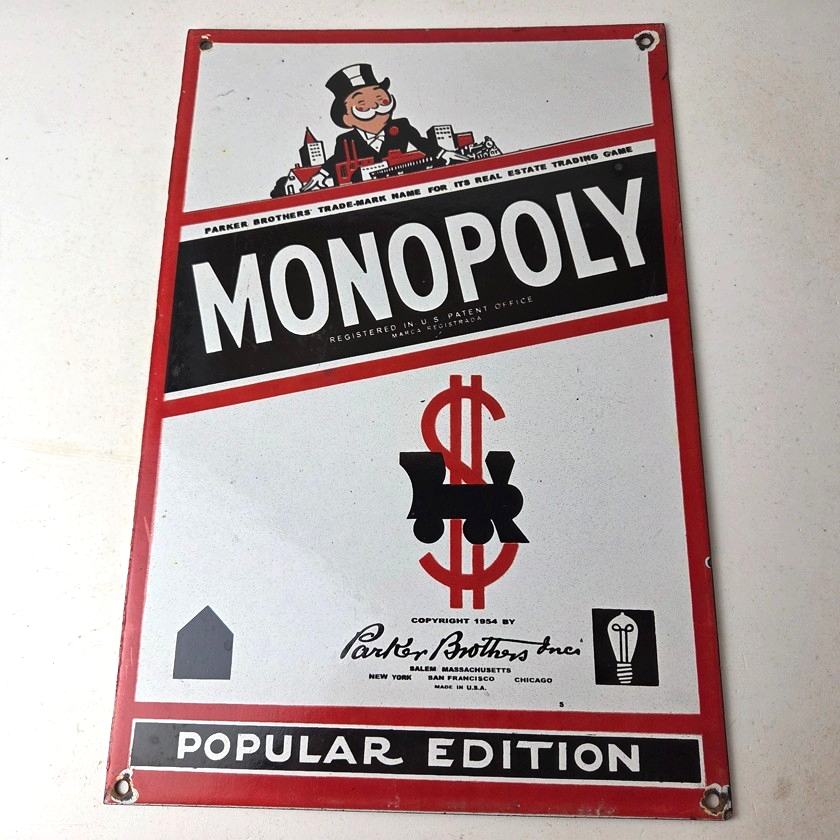 PARKER BROTHERS' TRADE-MARK NAME FOR ITS REAL ESTATE TRADING GAME
MONOPOLY
REGISTERED IN U.S. PATENT OFFICE
MARCA REGISTRADA
COPYRIGHT 1954 BY
Parker Brothers Inc.
SALEM MASSACHUSETTS
NEW YORK SAN FRANCISCO CHICAGO
MADE IN U.S.A.
5
POPULAR EDITION